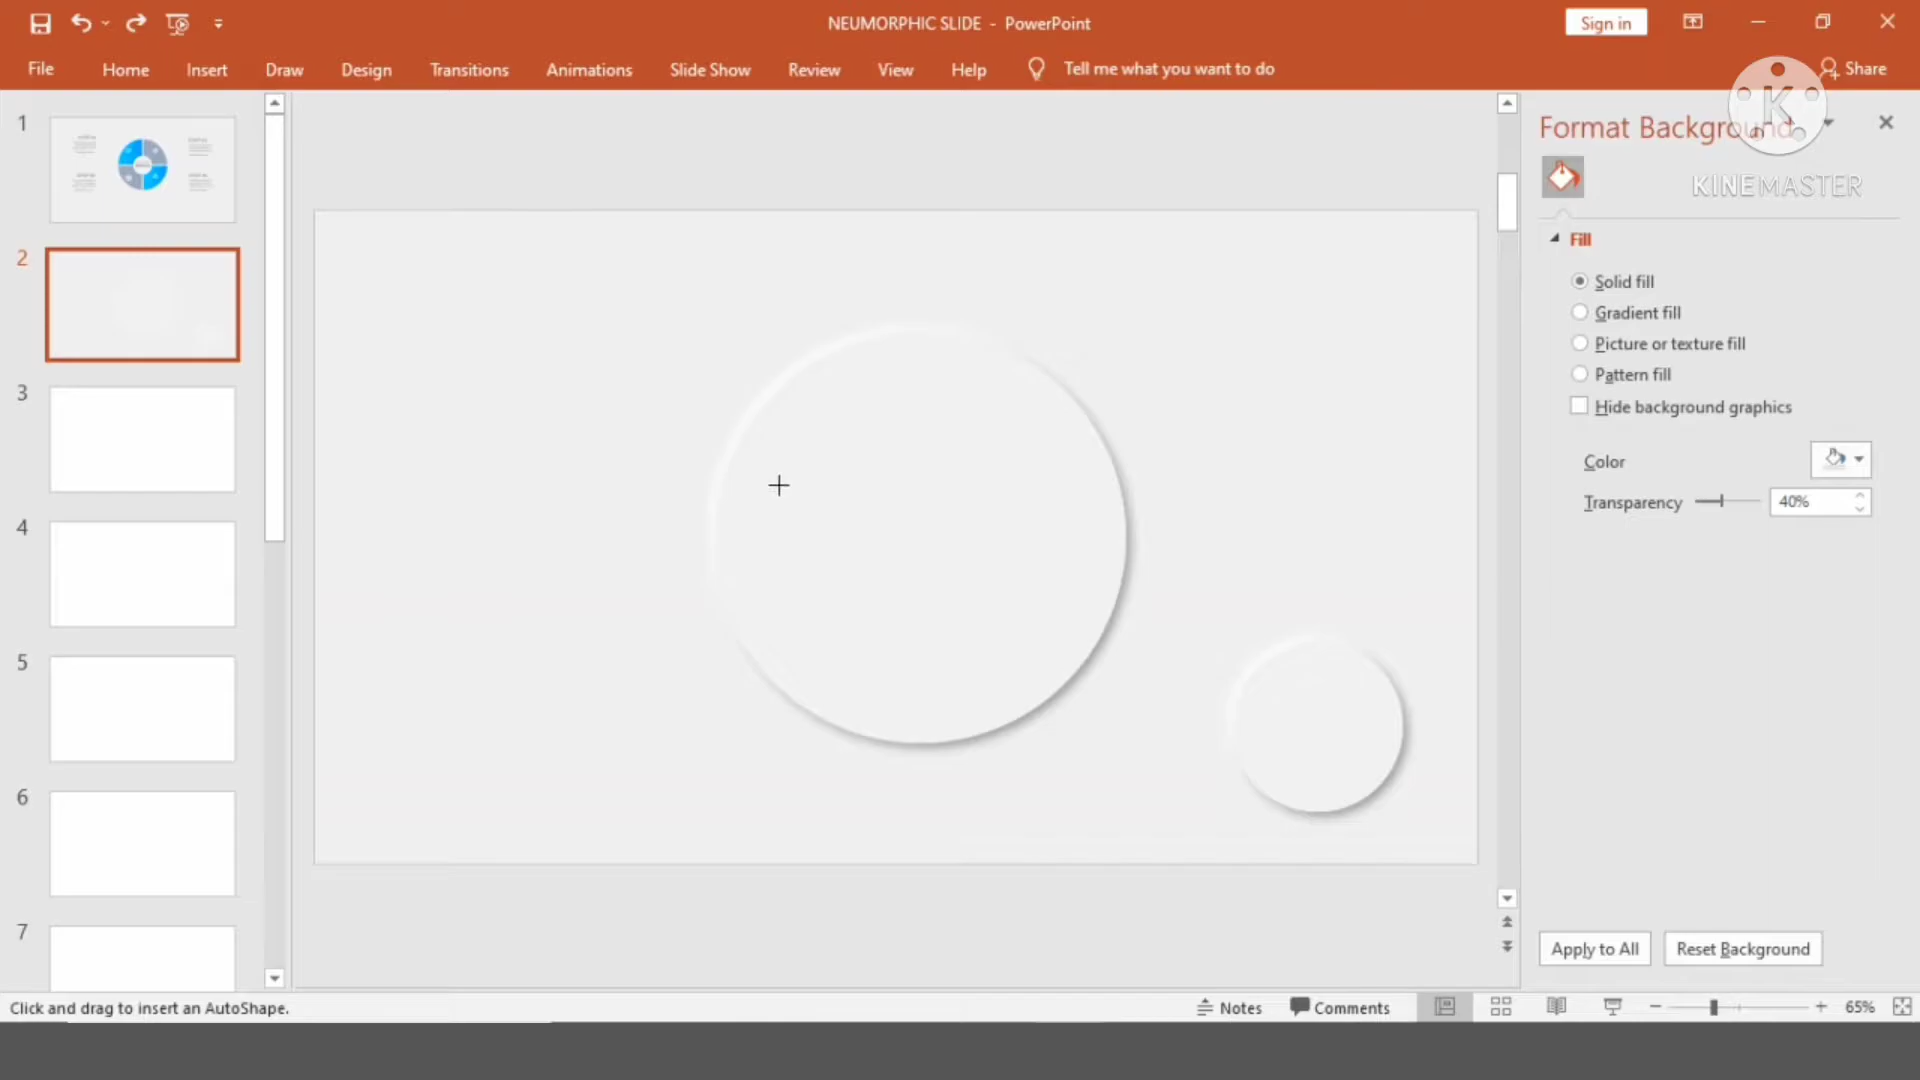 NEUMORPHIC SLIDE - PowerPoint
Sign in
File Home Insert Draw Design Transitions Animations Slide Show Review View Help Tell me what you want to do Share
1
2
3
4
5
6
7
Format Background
K
KINEMASTER
Fill
Solid fill
Gradient fill
Picture or texture fill
Pattern fill
Hide background graphics
Color
Transparency 40%
Apply to All Reset Background
Click and drag to insert an AutoShape. Notes Comments 65%